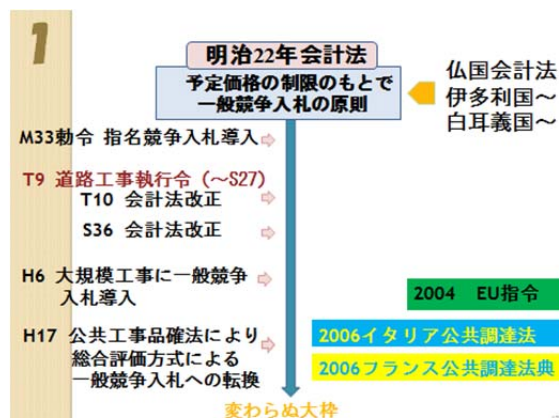 1
明治22年会計法
予定価格の制限のもとで
一般競争入札の原則
仏国会計法
伊多利国～
白耳義国～
M33勅令 指名競争入札導入
T9 道路工事執行令（～S27）
T10 会計法改正
S36 会計法改正
H6 大規模工事に一般競争
入札導入
2004 EU指令
H17 公共工事品確法により
総合評価方式による
一般競争入札への転換
2006イタリア公共調達法
2006フランス公共調達法典
変わらぬ大枠